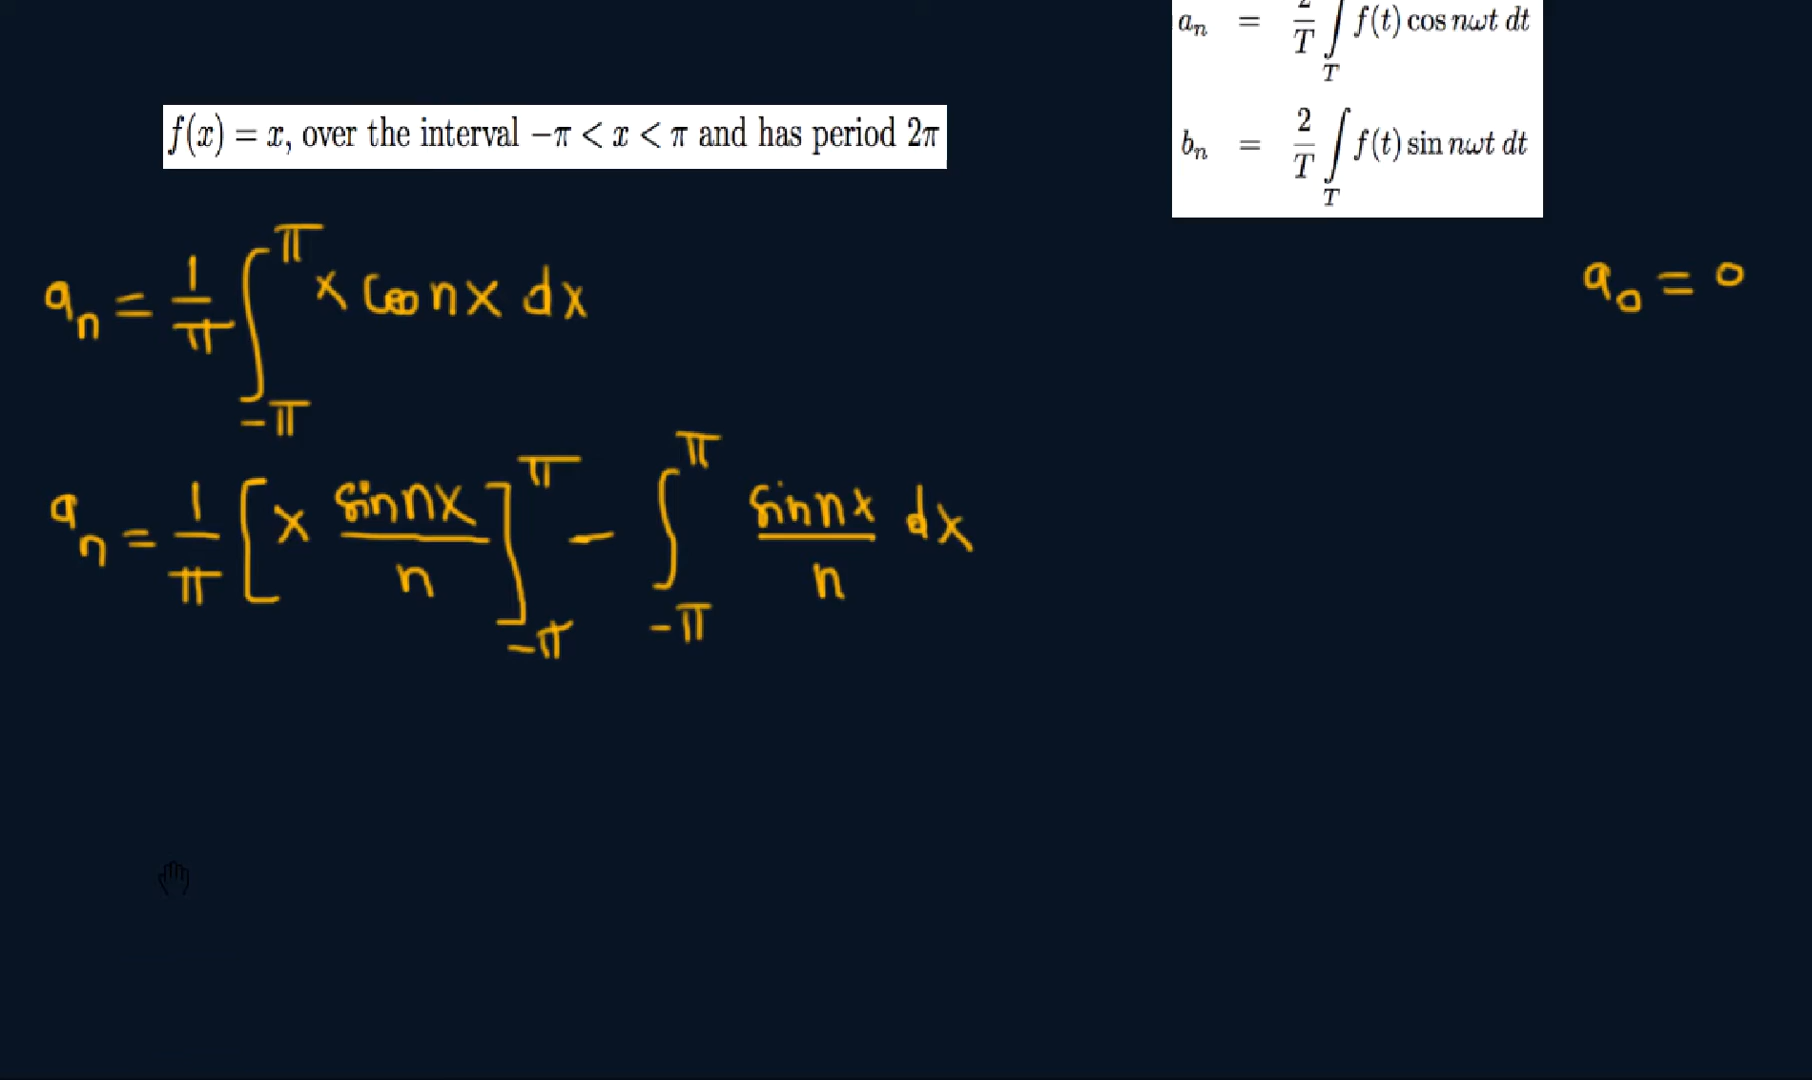 aₙ = 2/T ∫_T f(t) cos nωt dt
f(x) = x, over the interval −π < x < π and has period 2π
bₙ = 2/T ∫_T f(t) sin nωt dt
aₙ = 1/π ∫_{-π}^{π} x cos nx dx
a₀ = 0
aₙ = 1/π [x sin nx / n]_{-π}^{π} − ∫_{-π}^{π} sin nx / n dx